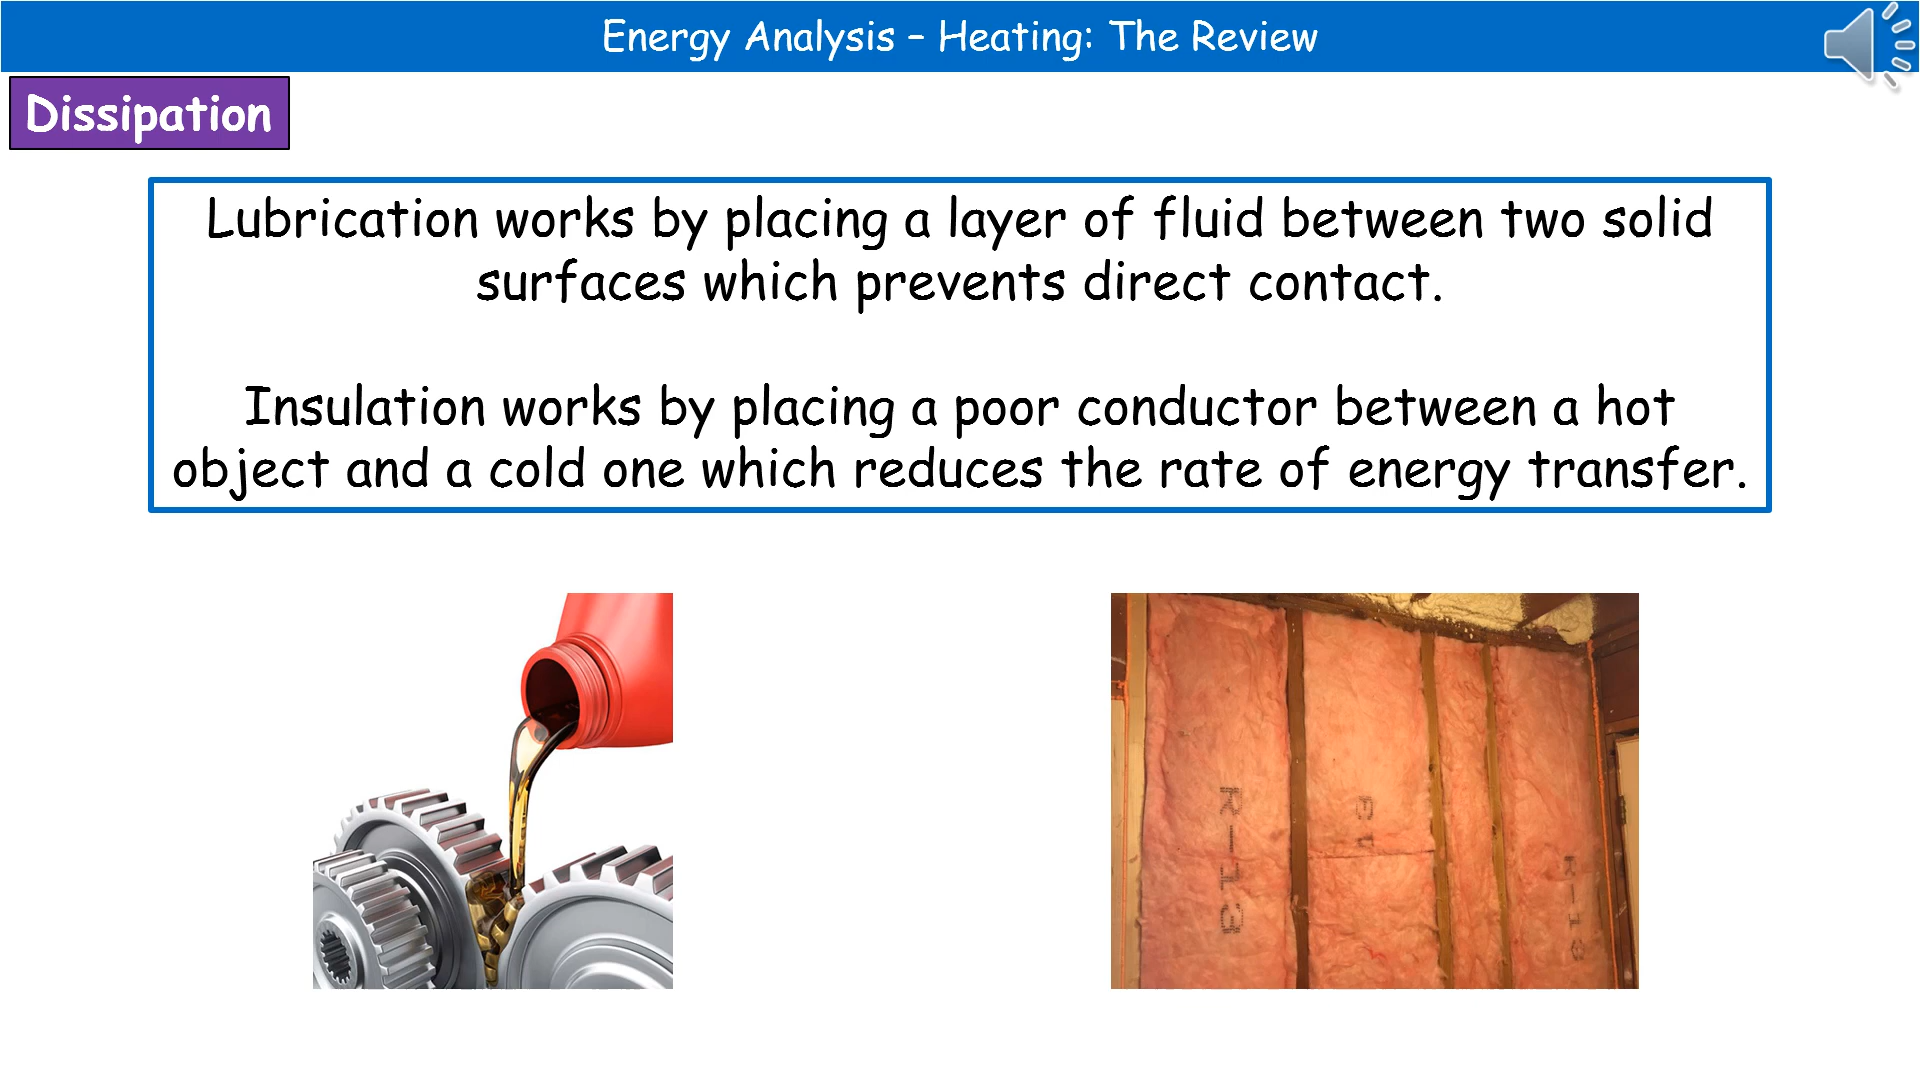 Energy Analysis – Heating: The Review
Dissipation
Lubrication works by placing a layer of fluid between two solid
surfaces which prevents direct contact.
Insulation works by placing a poor conductor between a hot
object and a cold one which reduces the rate of energy transfer.
R-13
R-13